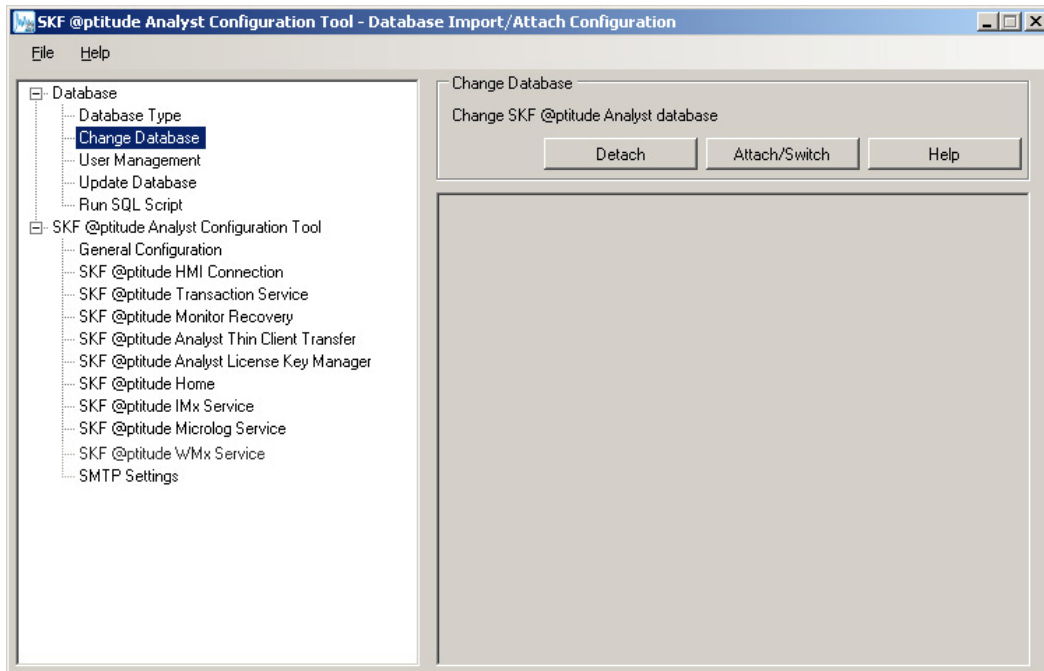 SKF @ptitude Analyst Configuration Tool - Database Import/Attach Configuration
File Help
Database
Database Type
Change Database
User Management
Update Database
Run SQL Script
SKF @ptitude Analyst Configuration Tool
General Configuration
SKF @ptitude HMI Connection
SKF @ptitude Transaction Service
SKF @ptitude Monitor Recovery
SKF @ptitude Analyst Thin Client Transfer
SKF @ptitude Analyst License Key Manager
SKF @ptitude Home
SKF @ptitude IMx Service
SKF @ptitude Microlog Service
SKF @ptitude WMx Service
SMTP Settings
Change Database
Change SKF @ptitude Analyst database
Detach Attach/Switch Help